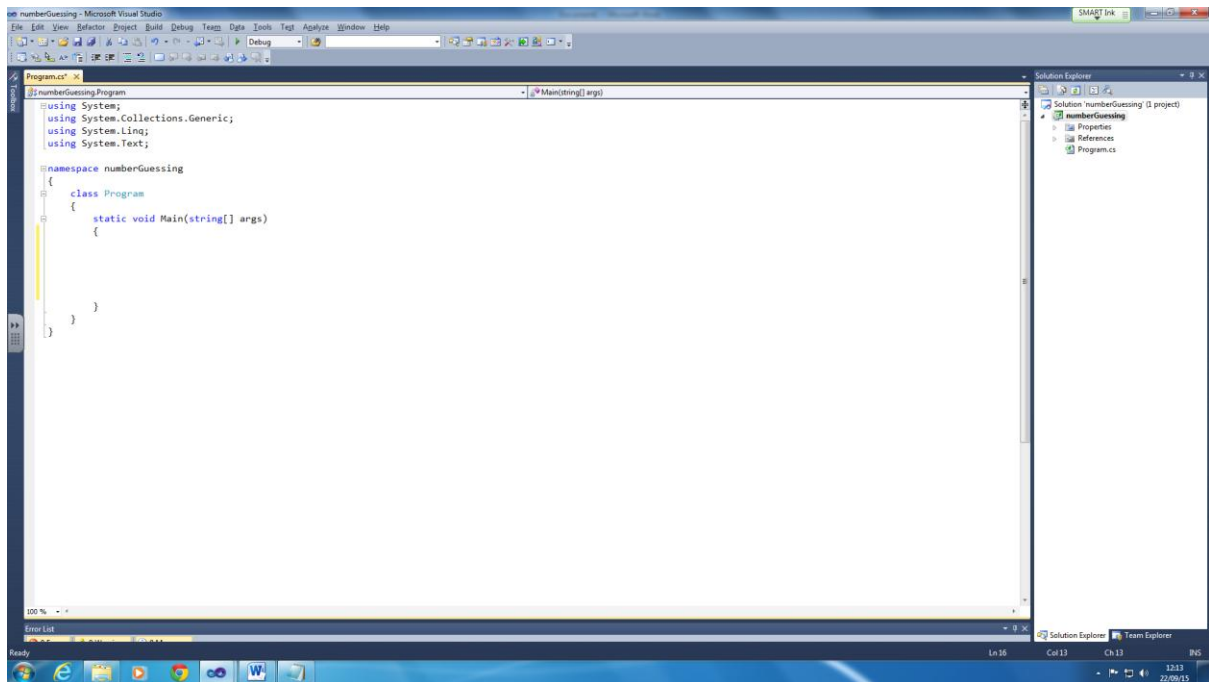 numberGuessing - Microsoft Visual Studio
SMART Ink
File Edit View Refactor Project Build Debug Team Data Tools Test Analyze Window Help
Debug
Toolbox
Program.cs* ×
Solution Explorer
numberGuessing.Program
Main(string[] args)
using System;
using System.Collections.Generic;
using System.Linq;
using System.Text;
namespace numberGuessing
{
class Program
{
static void Main(string[] args)
{
}
}
}
Solution 'numberGuessing' (1 project)
numberGuessing
Properties
References
Program.cs
100 %
Error List
Solution Explorer Team Explorer
Ready
Ln 16 Col 13 Ch 13 INS
12:13
22/09/15